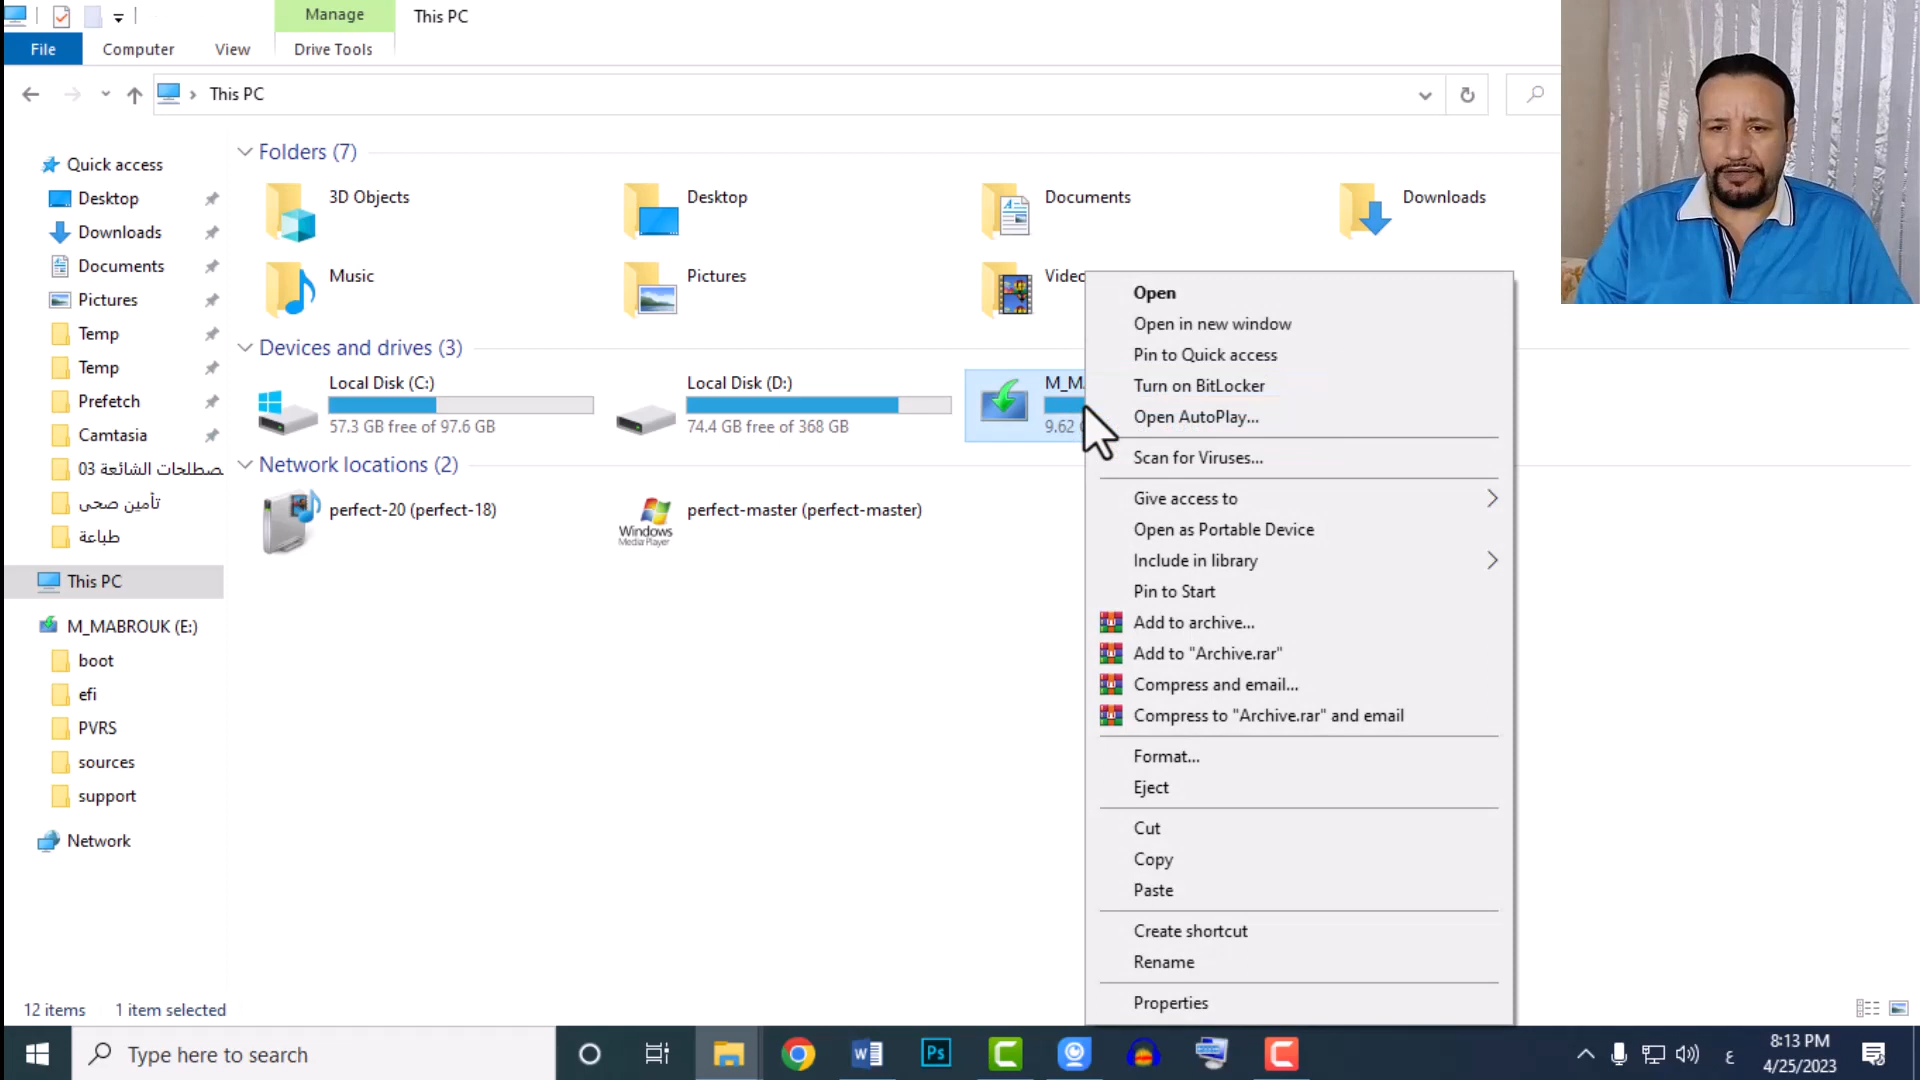 Manage
This PC
File
Computer
View
Drive Tools
This PC
Quick access
Desktop
Downloads
Documents
Pictures
Temp
Temp
Prefetch
Camtasia
صطلحات الشائعة 03
تأمين صحى
طباعة
This PC
M_MABROUK (E:)
boot
efi
PVRS
sources
support
Network
Folders (7)
3D Objects
Desktop
Documents
Downloads
Music
Pictures
Devices and drives (3)
Local Disk (C:)
57.3 GB free of 97.6 GB
Local Disk (D:)
74.4 GB free of 368 GB
9.62
Network locations (2)
perfect-20 (perfect-18)
Windows
Media Player
perfect-master (perfect-master)
Open
Open in new window
Pin to Quick access
Turn on BitLocker
Open AutoPlay...
Scan for Viruses...
Give access to
Open as Portable Device
Include in library
Pin to Start
Add to archive...
Add to "Archive.rar"
Compress and email...
Compress to "Archive.rar" and email
Format...
Eject
Cut
Copy
Paste
Create shortcut
Rename
Properties
12 items
1 item selected
Type here to search
Ps
ع
8:13 PM
4/25/2023